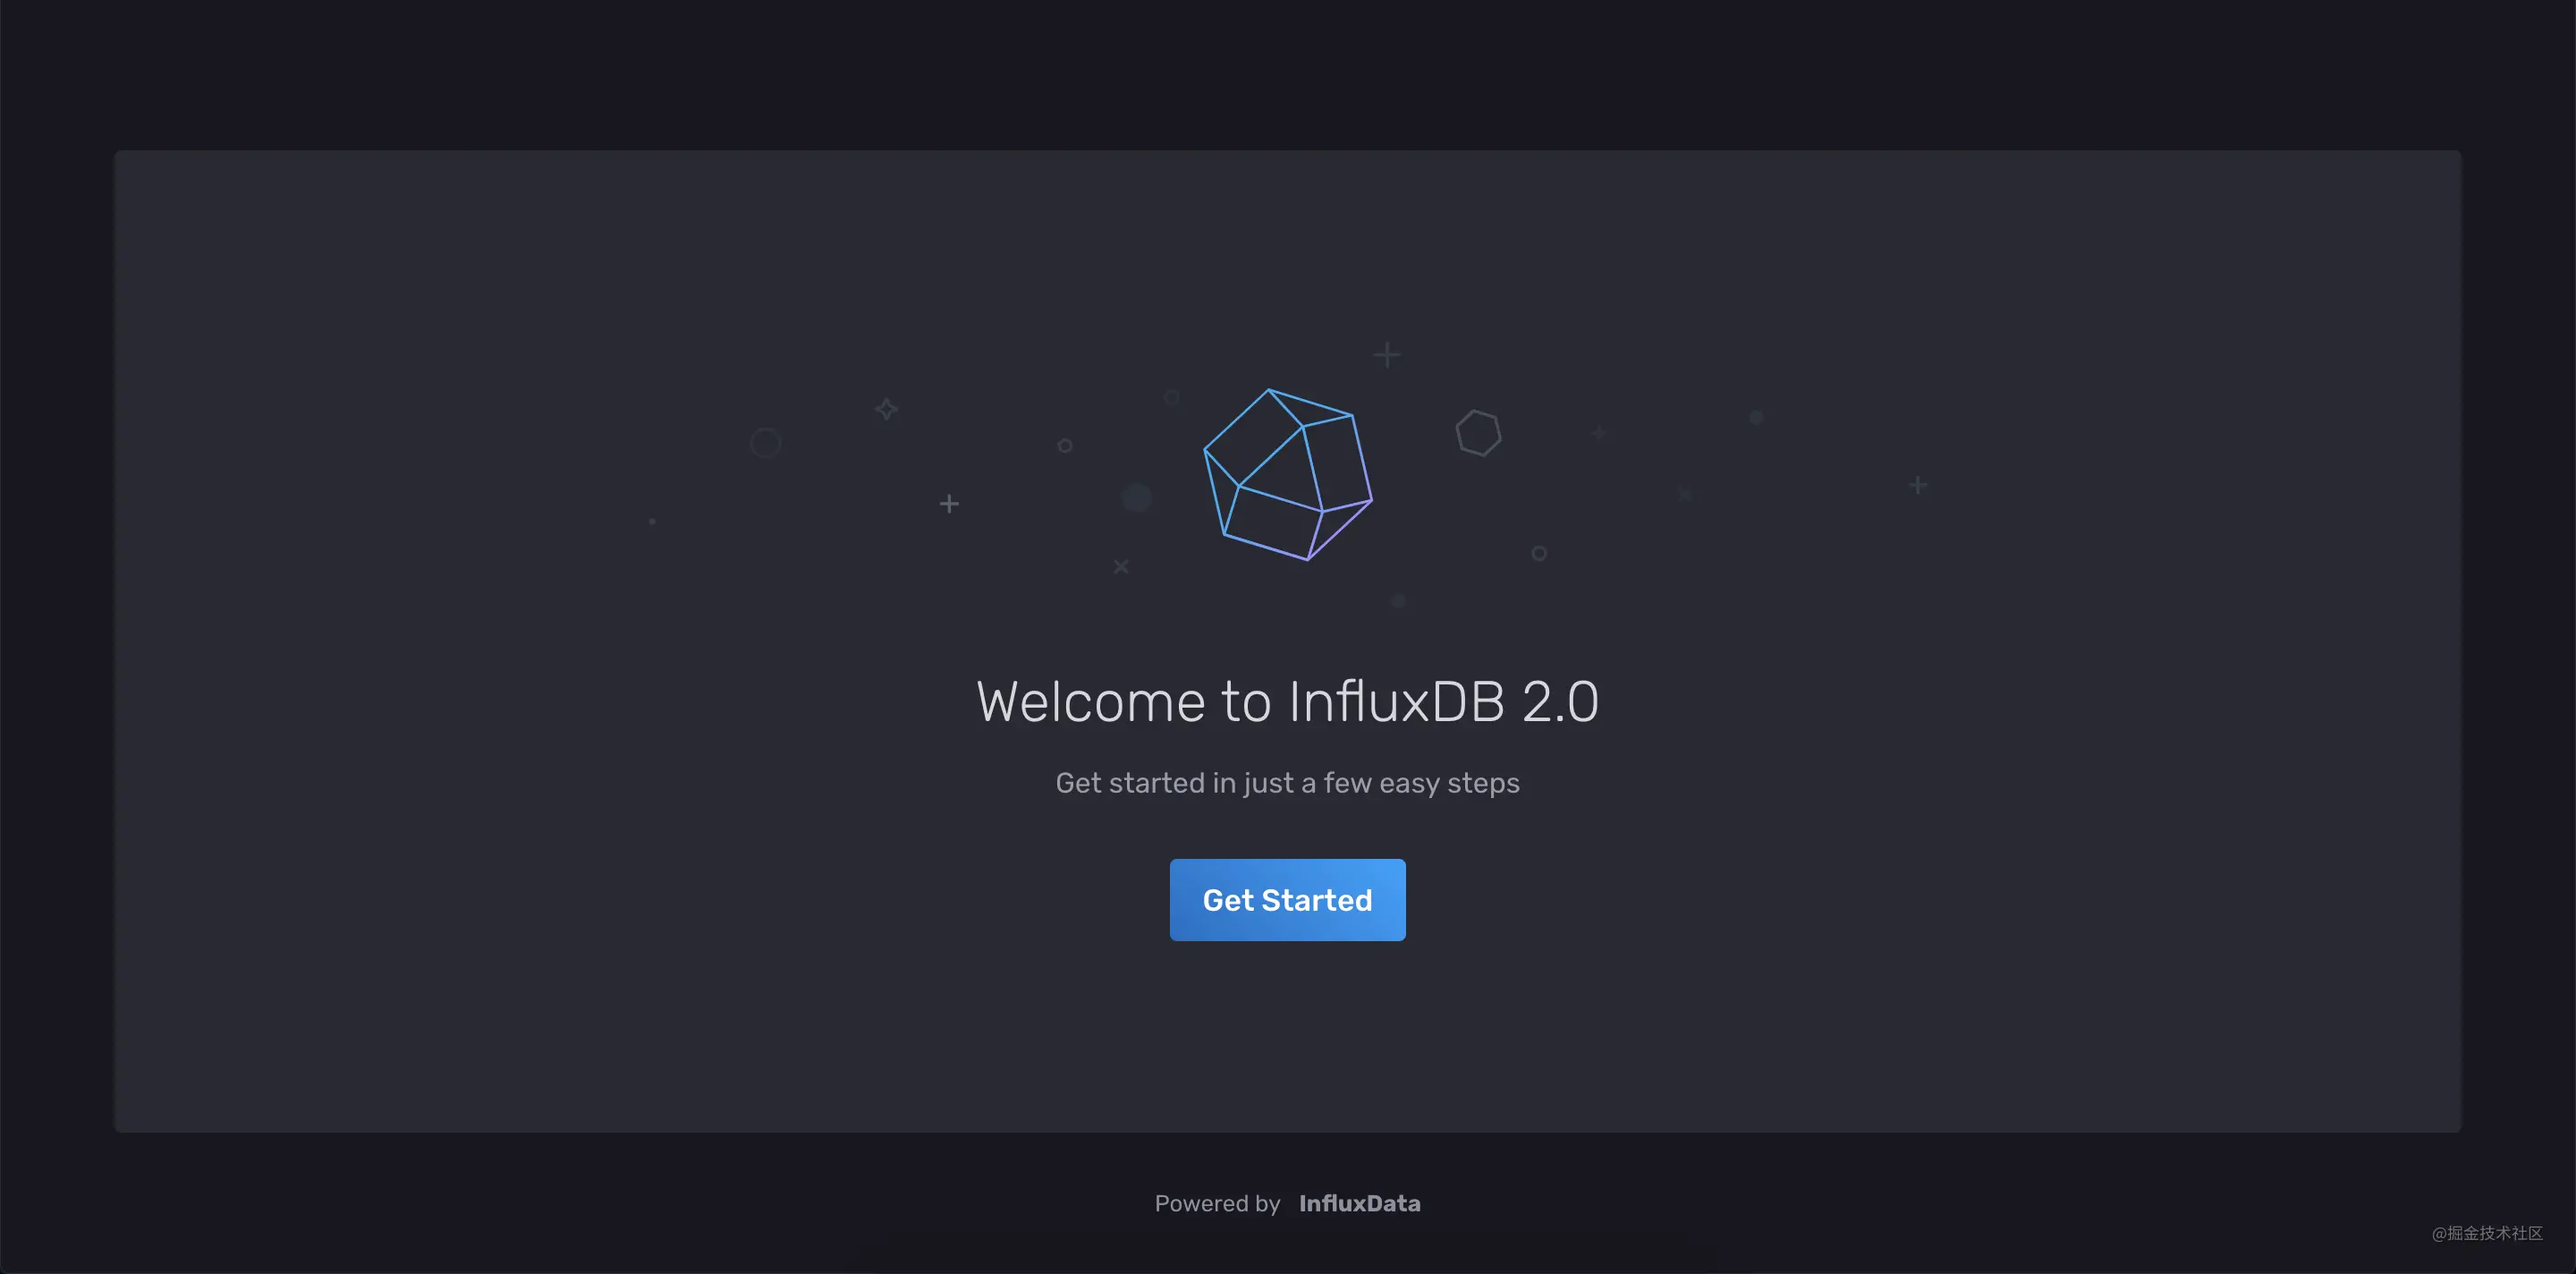 Welcome to InfluxDB 2.0
Get started in just a few easy steps
Get Started
Powered by InfluxData
@掘金技术社区